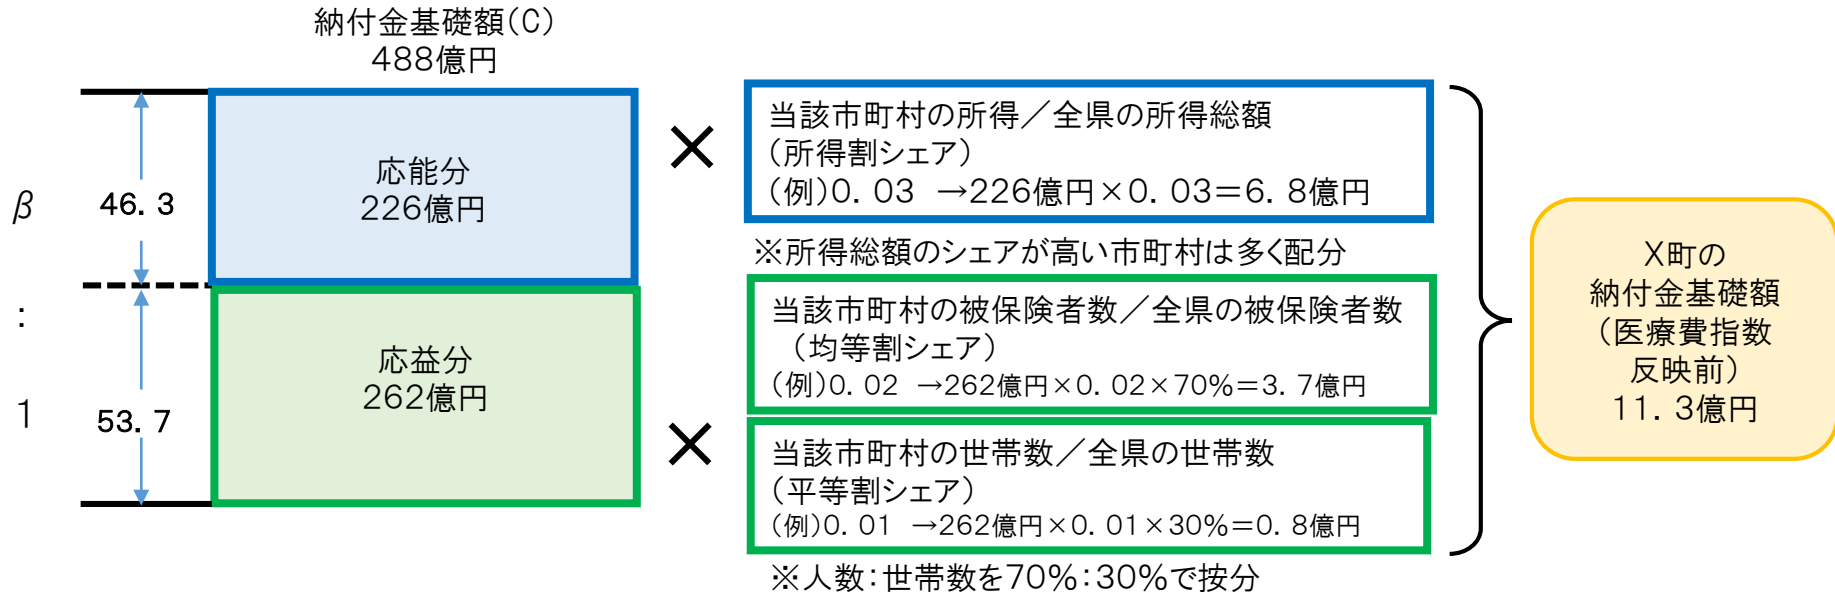 納付金基礎額(C)
488億円
β
:
1
46.3
53.7
応能分
226億円
応益分
262億円
×
×
当該市町村の所得/全県の所得総額
(所得割シェア)
(例)0.03 →226億円×0.03=6.8億円
※所得総額のシェアが高い市町村は多く配分
当該市町村の被保険者数/全県の被保険者数
(均等割シェア)
(例)0.02 →262億円×0.02×70%=3.7億円
当該市町村の世帯数/全県の世帯数
(平等割シェア)
(例)0.01 →262億円×0.01×30%=0.8億円
※人数:世帯数を70%:30%で按分
X町の
納付金基礎額
(医療費指数
反映前)
11.3億円